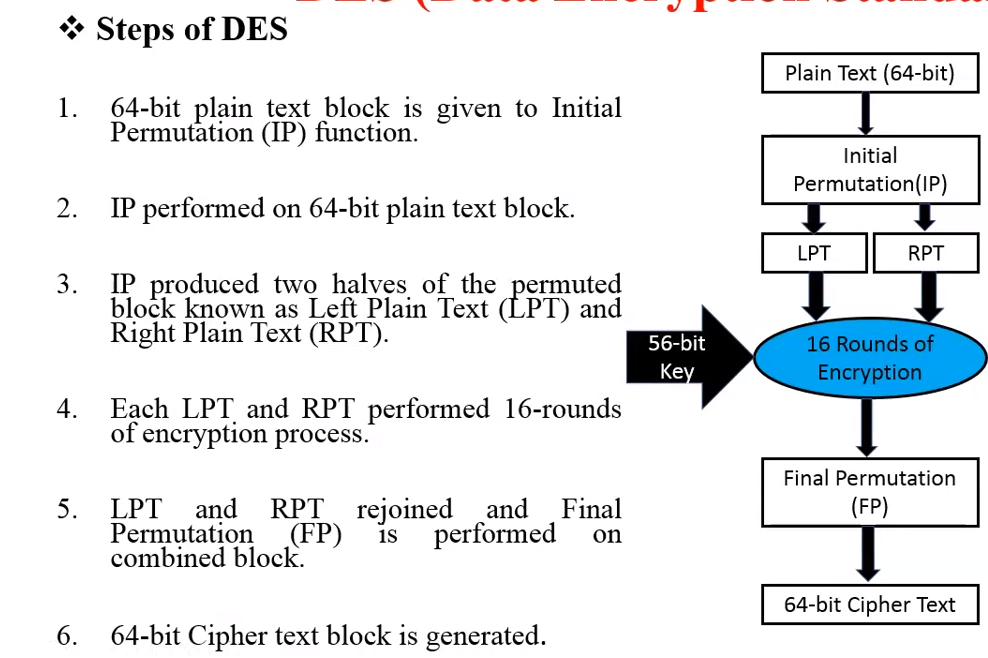 DES (Data Encryption Standa
❖ Steps of DES
1. 64-bit plain text block is given to Initial
Permutation (IP) function.
2. IP performed on 64-bit plain text block.
3. IP produced two halves of the permuted
block known as Left Plain Text (LPT) and
Right Plain Text (RPT).
4. Each LPT and RPT performed 16-rounds
of encryption process.
5. LPT and RPT rejoined and Final
Permutation (FP) is performed on
combined block.
6. 64-bit Cipher text block is generated.
Plain Text (64-bit)
Initial
Permutation(IP)
LPT
RPT
56-bit
Key
16 Rounds of
Encryption
Final Permutation
(FP)
64-bit Cipher Text